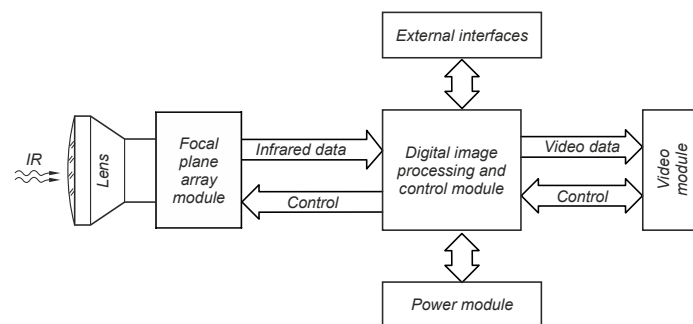 External interfaces
IR
Lens
Focal
plane
array
module
Infrared data
Control
Digital image
processing and
control module
Video data
Control
Video
module
Power module